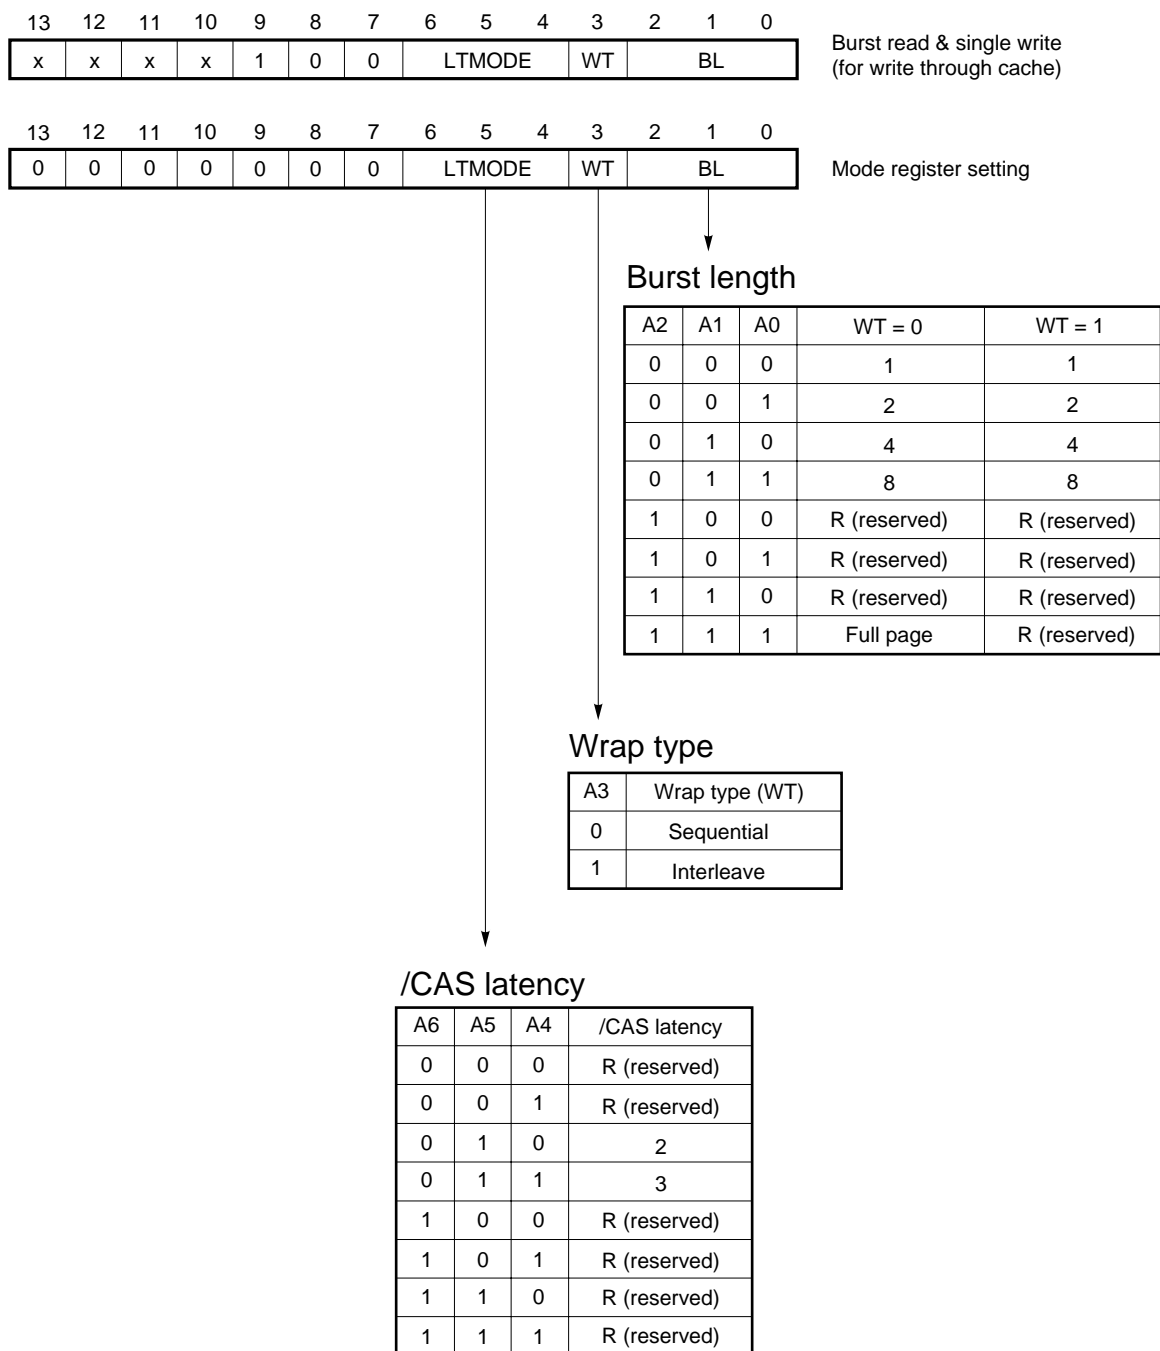 13 12 11 10 9 8 7 6 5 4 3 2 1 0
x x x x 1 0 0 LTMODE WT BL
Burst read & single write
(for write through cache)
13 12 11 10 9 8 7 6 5 4 3 2 1 0
0 0 0 0 0 0 0 LTMODE WT BL
Mode register setting
Burst length
A2 A1 A0 WT = 0 WT = 1
0 0 0 1 1
0 0 1 2 2
0 1 0 4 4
0 1 1 8 8
1 0 0 R (reserved) R (reserved)
1 0 1 R (reserved) R (reserved)
1 1 0 R (reserved) R (reserved)
1 1 1 Full page R (reserved)
Wrap type
A3 Wrap type (WT)
0 Sequential
1 Interleave
/CAS latency
A6 A5 A4 /CAS latency
0 0 0 R (reserved)
0 0 1 R (reserved)
0 1 0 2
0 1 1 3
1 0 0 R (reserved)
1 0 1 R (reserved)
1 1 0 R (reserved)
1 1 1 R (reserved)